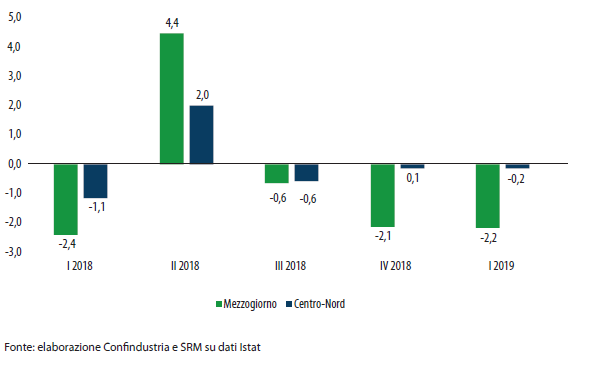 5,0
4,0
3,0
2,0
1,0
0,0
-1,0
-2,0
-3,0
4,4
2,0
-2,4
-1,1
-0,6
-0,6
-2,1
0,1
-2,2
-0,2
I 2018
II 2018
III 2018
IV 2018
I 2019
Mezzogiorno
Centro-Nord
Fonte: elaborazione Confindustria e SRM su dati Istat